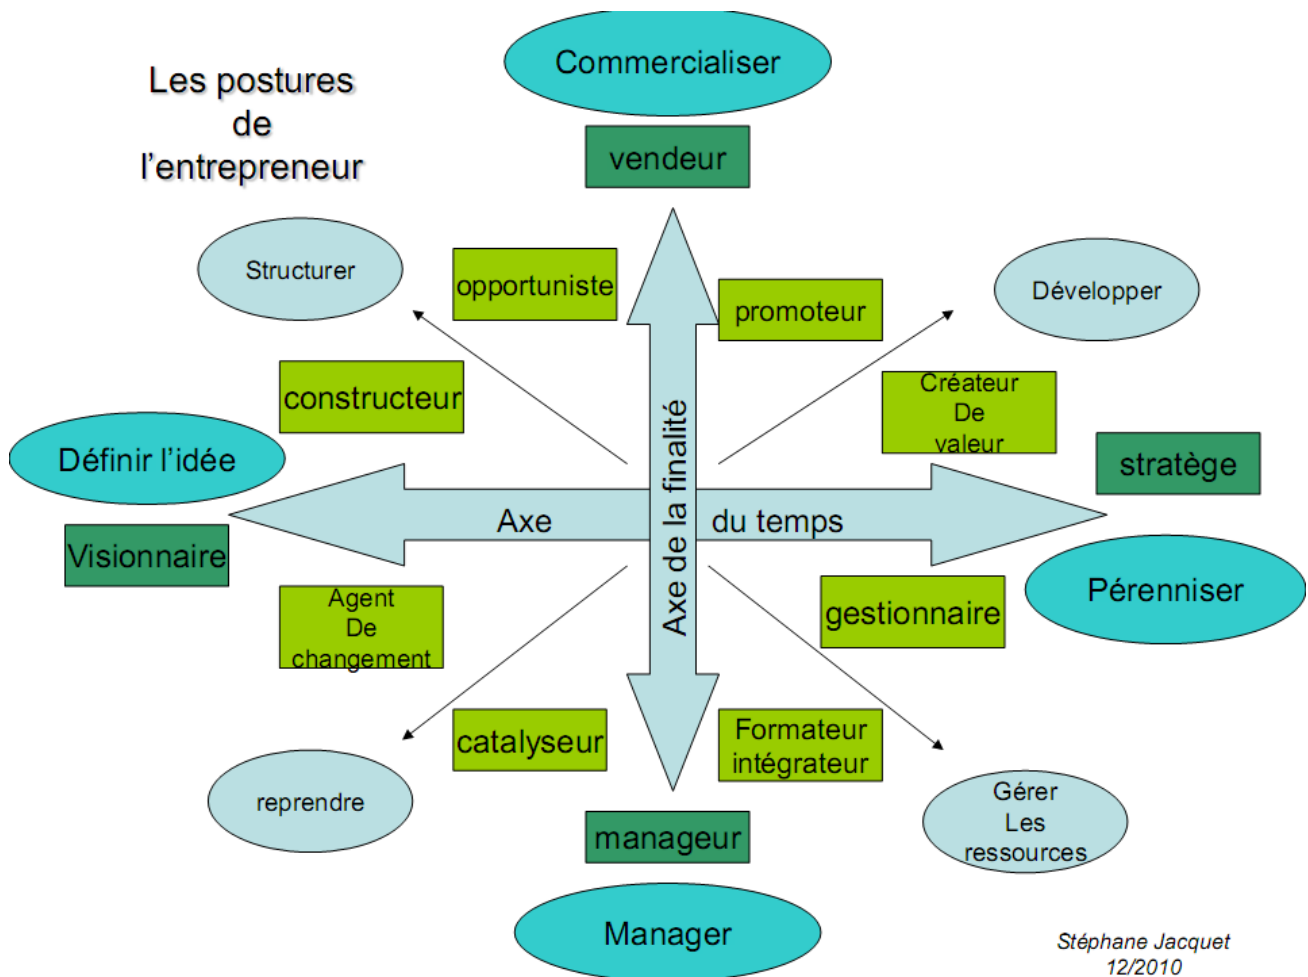 Les postures
de
l'entrepreneur
Commercialiser
vendeur
Structurer
opportuniste
promoteur
Développer
constructeur
Créateur
De
valeur
Définir l'idée
stratège
Axe de la finalité
Axe du temps
Visionnaire
Pérenniser
Agent
De
changement
gestionnaire
catalyseur
Formateur
intégrateur
reprendre
Gérer
Les
ressources
manageur
Manager
Stéphane Jacquet
12/2010